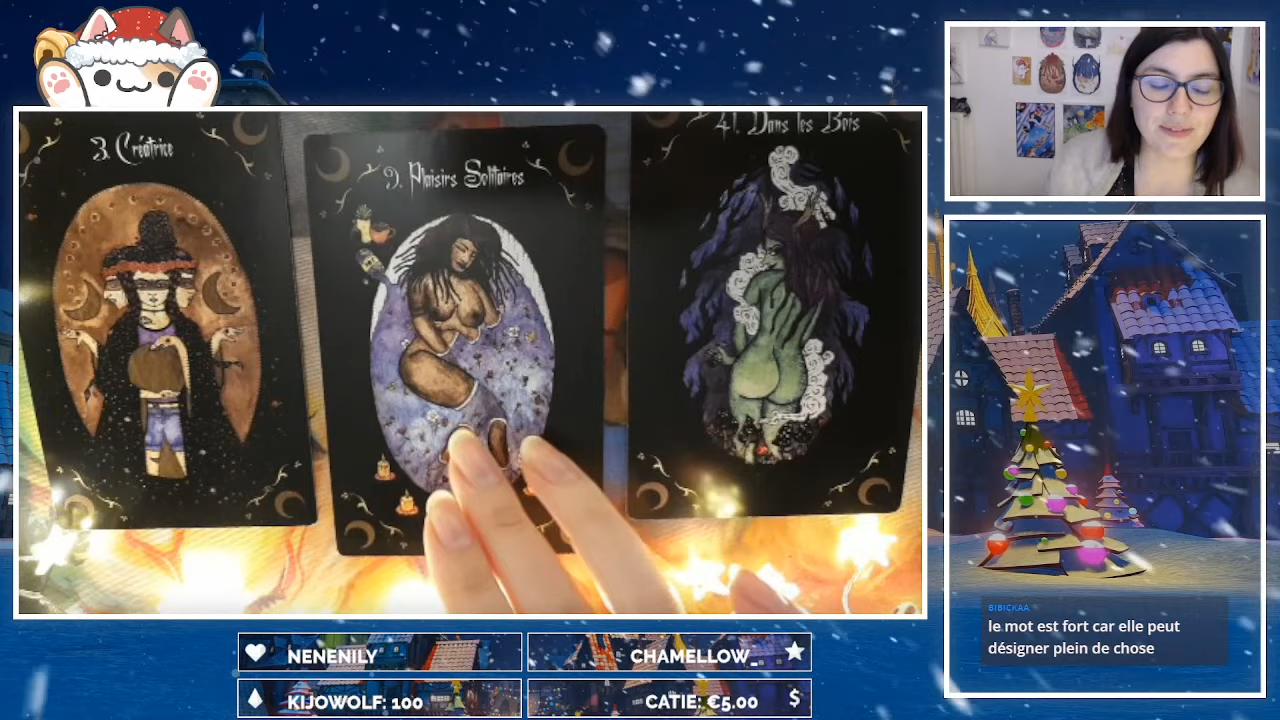 3. Créatrice
9. Plaisirs Solitaires
41. Dans les Bois
BIBICKAA
le mot est fort car elle peut
désigner plein de chose
NENENILY
CHAMELLOW_
KIJOWOLF: 100
CATIE: €5.00
$